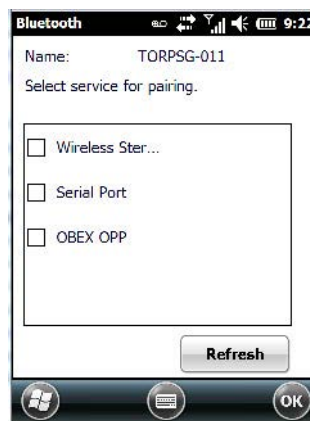 Bluetooth 9:22
Name: TORPSG-011
Select service for pairing.
Wireless Ster...
Serial Port
OBEX OPP
Refresh
OK